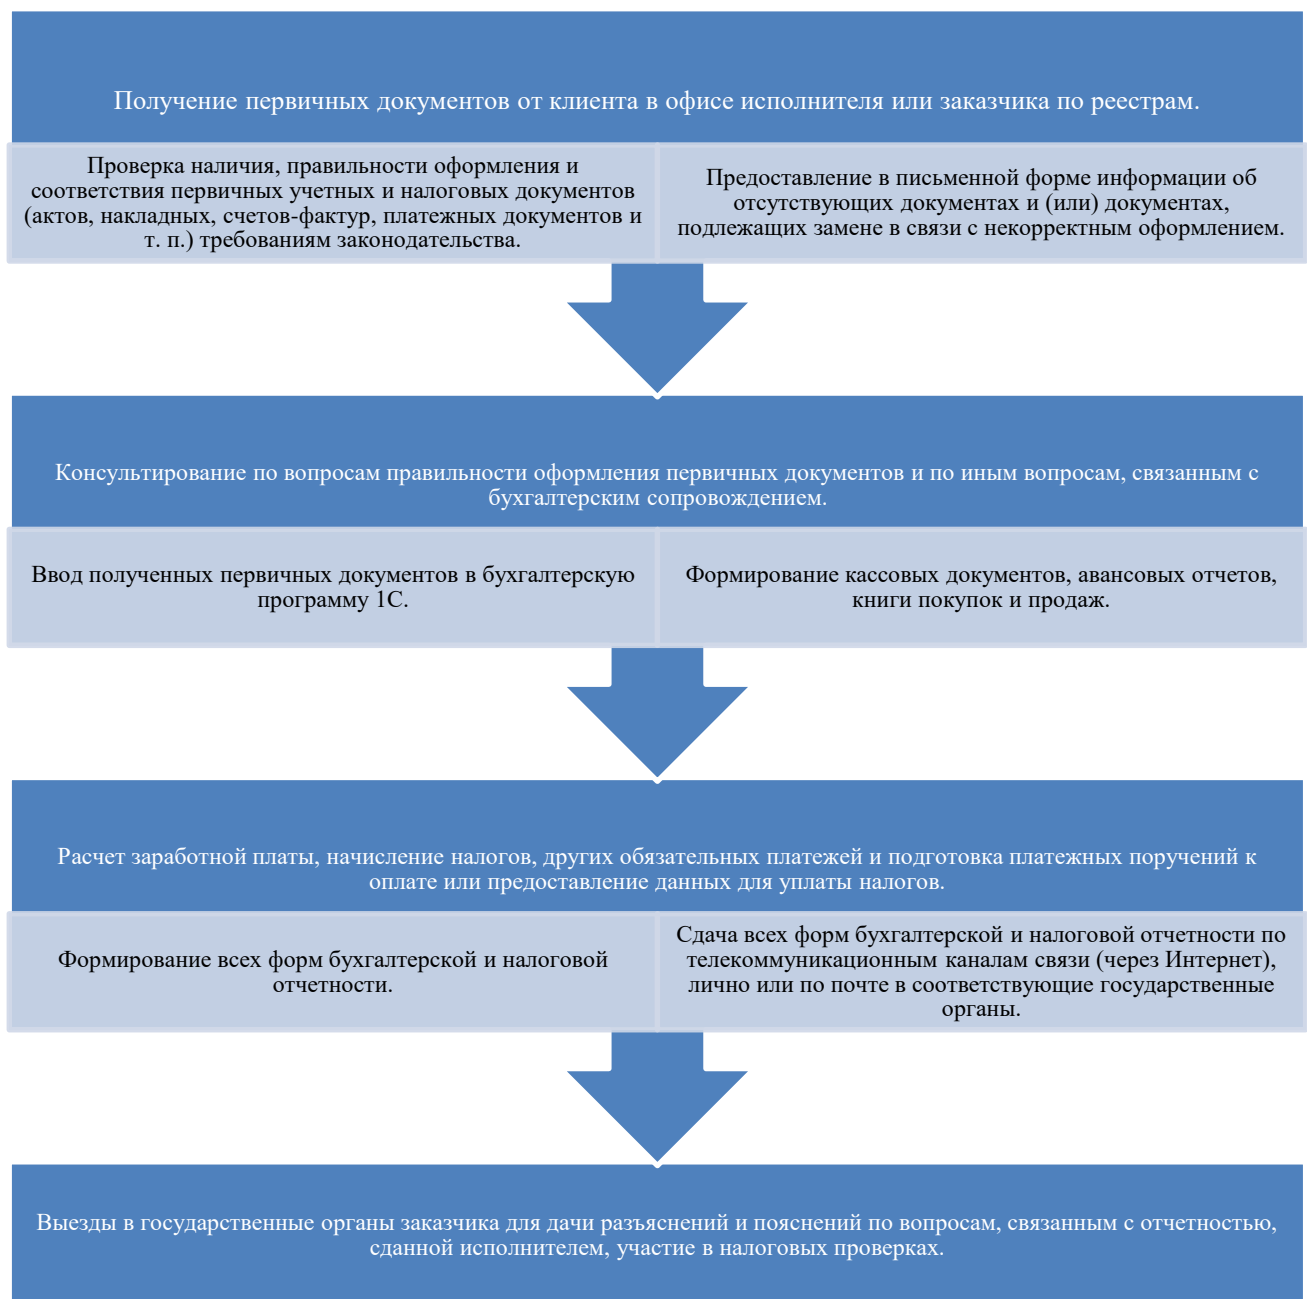 Получение первичных документов от клиента в офисе исполнителя или заказчика по реестрам.
Проверка наличия, правильности оформления и
соответствия первичных учетных и налоговых документов
(актов, накладных, счетов-фактур, платежных документов и
т. п.) требованиям законодательства.
Предоставление в письменной форме информации об
отсутствующих документах и (или) документах,
подлежащих замене в связи с некорректным оформлением.
Консультирование по вопросам правильности оформления первичных документов и по иным вопросам, связанным с
бухгалтерским сопровождением.
Ввод полученных первичных документов в бухгалтерскую
программу 1С.
Формирование кассовых документов, авансовых отчетов,
книги покупок и продаж.
Расчет заработной платы, начисление налогов, других обязательных платежей и подготовка платежных поручений к
оплате или предоставление данных для уплаты налогов.
Формирование всех форм бухгалтерской и налоговой
отчетности.
Сдача всех форм бухгалтерской и налоговой отчетности по
телекоммуникационным каналам связи (через Интернет),
лично или по почте в соответствующие государственные
органы.
Выезды в государственные органы заказчика для дачи разъяснений и пояснений по вопросам, связанным с отчетностью,
сданной исполнителем, участие в налоговых проверках.